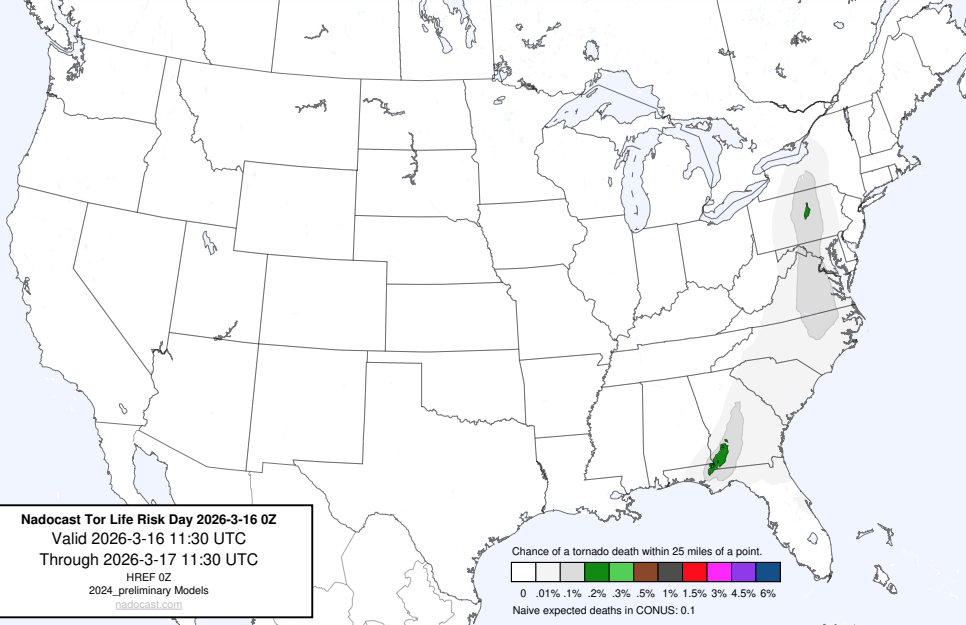 Nadocast Tor Life Risk Day 2026-3-16 0Z
Valid 2026-3-16 11:30 UTC
Through 2026-3-17 11:30 UTC
HREF 0Z
2024_preliminary Models
nadocast.com
Chance of a tornado death within 25 miles of a point.
0 .01% .1% .2% .3% .5% 1% 1.5% 3% 4.5% 6%
Naive expected deaths in CONUS: 0.1